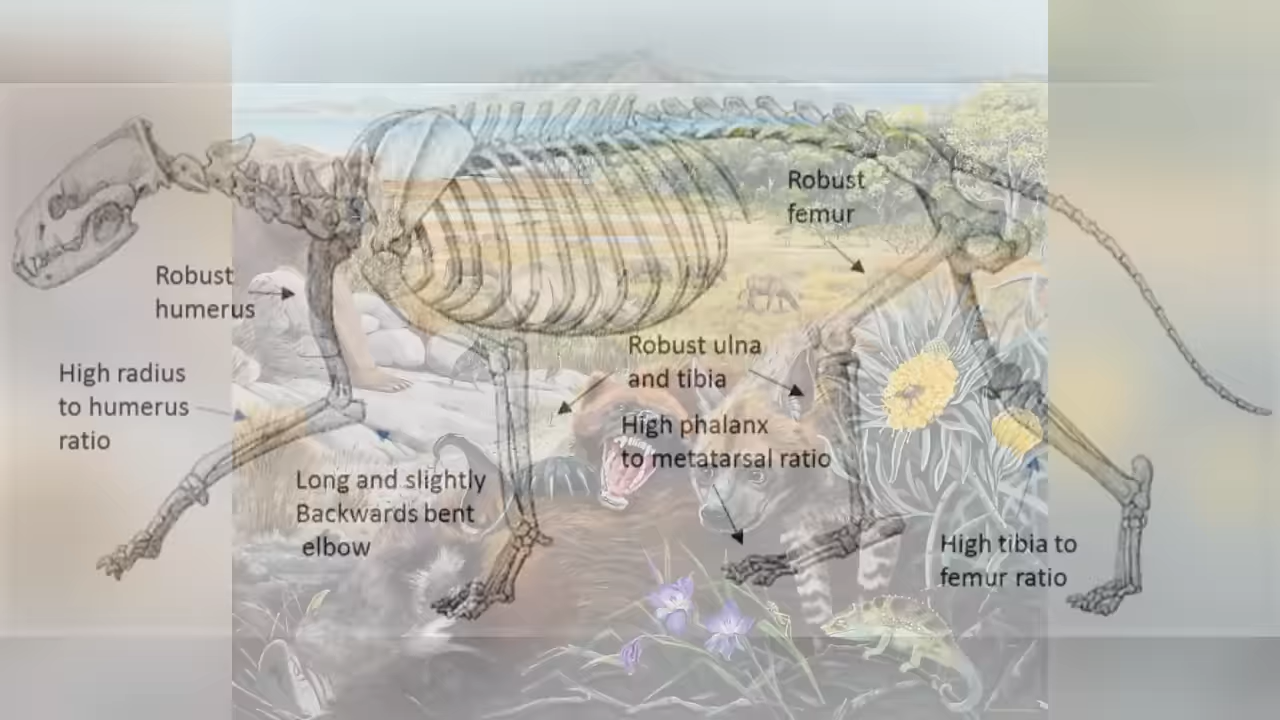 Robust
femur
Robust
humerus
Robust ulna
and tibia
High radius
to humerus
ratio
High phalanx
to metatarsal ratio
Long and slightly
Backwards bent
elbow
High tibia to
femur ratio